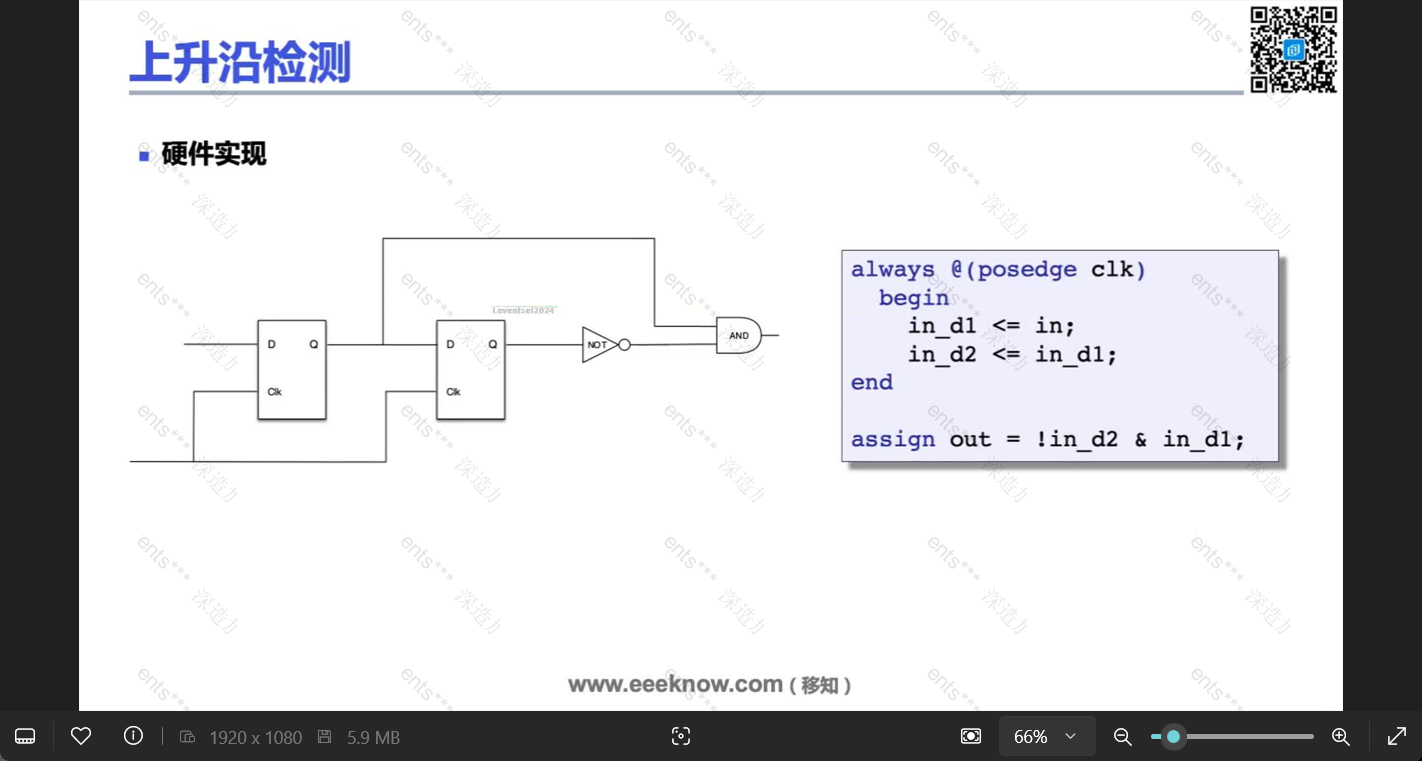 上升沿检测
硬件实现
D Q
Clk
D Q
Clk
NOT
AND
always @(posedge clk)
begin
in_d1 <= in;
in_d2 <= in_d1;
end
assign out = !in_d2 & in_d1;
www.eeeknow.com ( 移知 )
1920 x 1080
5.9 MB
66%